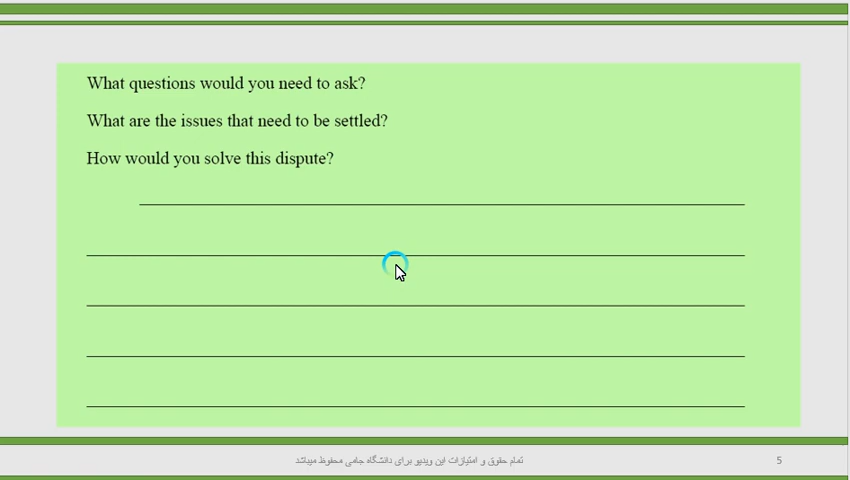 What questions would you need to ask?
What are the issues that need to be settled?
How would you solve this dispute?
تمام حقوق و امتیازات این ویدیو برای دانشگاه جامی محفوظ میباشد
5